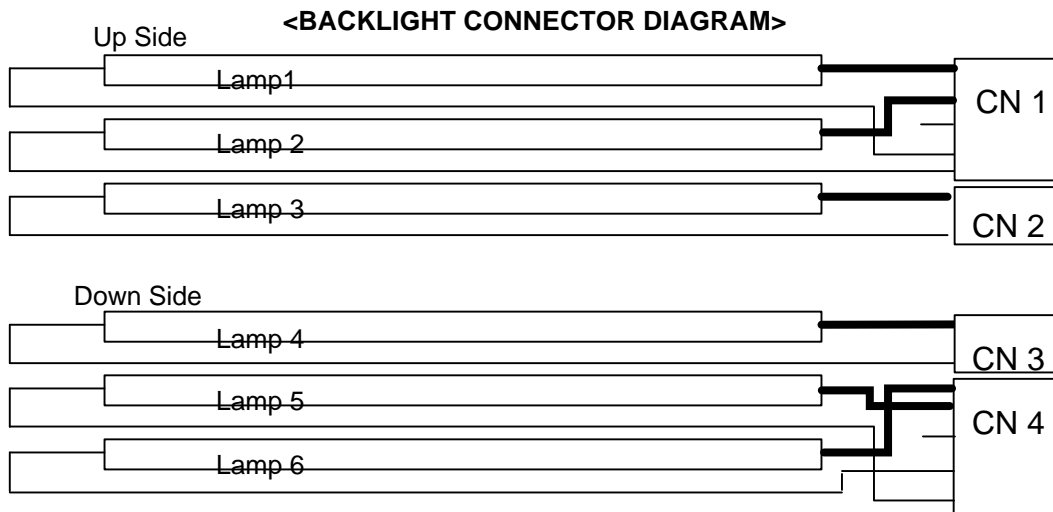 <BACKLIGHT CONNECTOR DIAGRAM>
Up Side
Lamp1
CN 1
Lamp 2
Lamp 3
CN 2
Down Side
Lamp 4
CN 3
Lamp 5
CN 4
Lamp 6